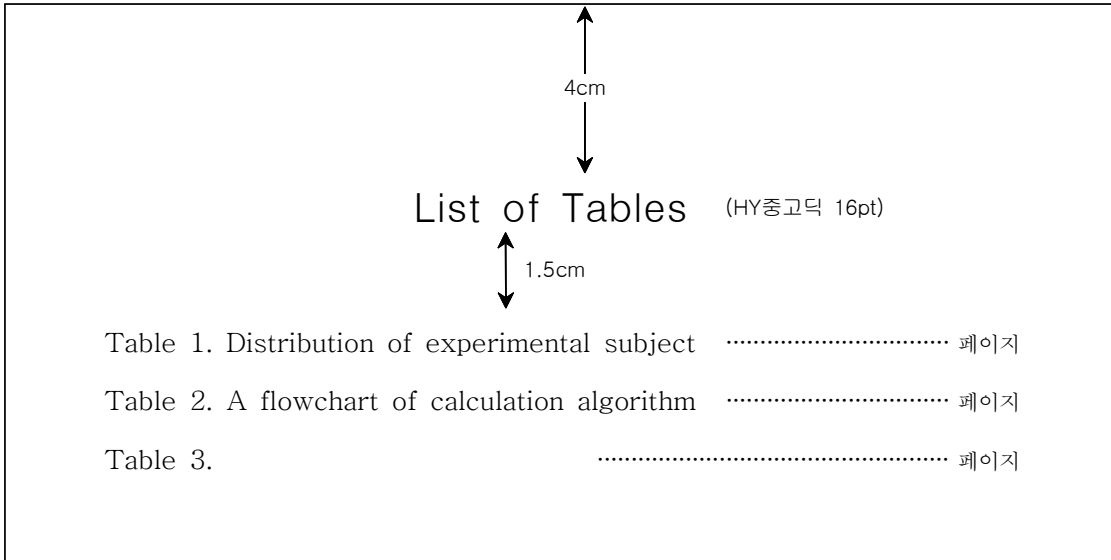 4cm
List of Tables (HY중고딕 16pt)
1.5cm
Table 1. Distribution of experimental subject ································· 페이지
Table 2. A flowchart of calculation algorithm ································· 페이지
Table 3. ···················································· 페이지